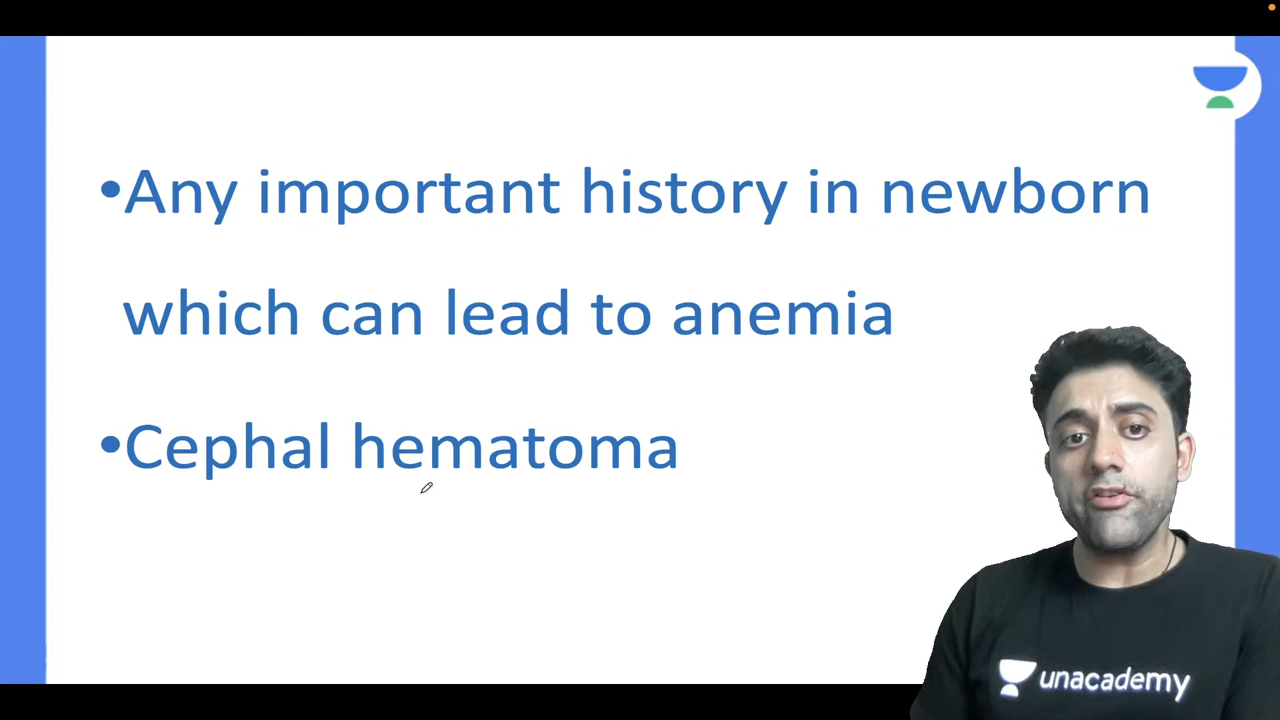 •Any important history in newborn
which can lead to anemia
•Cephal hematoma
unacademy